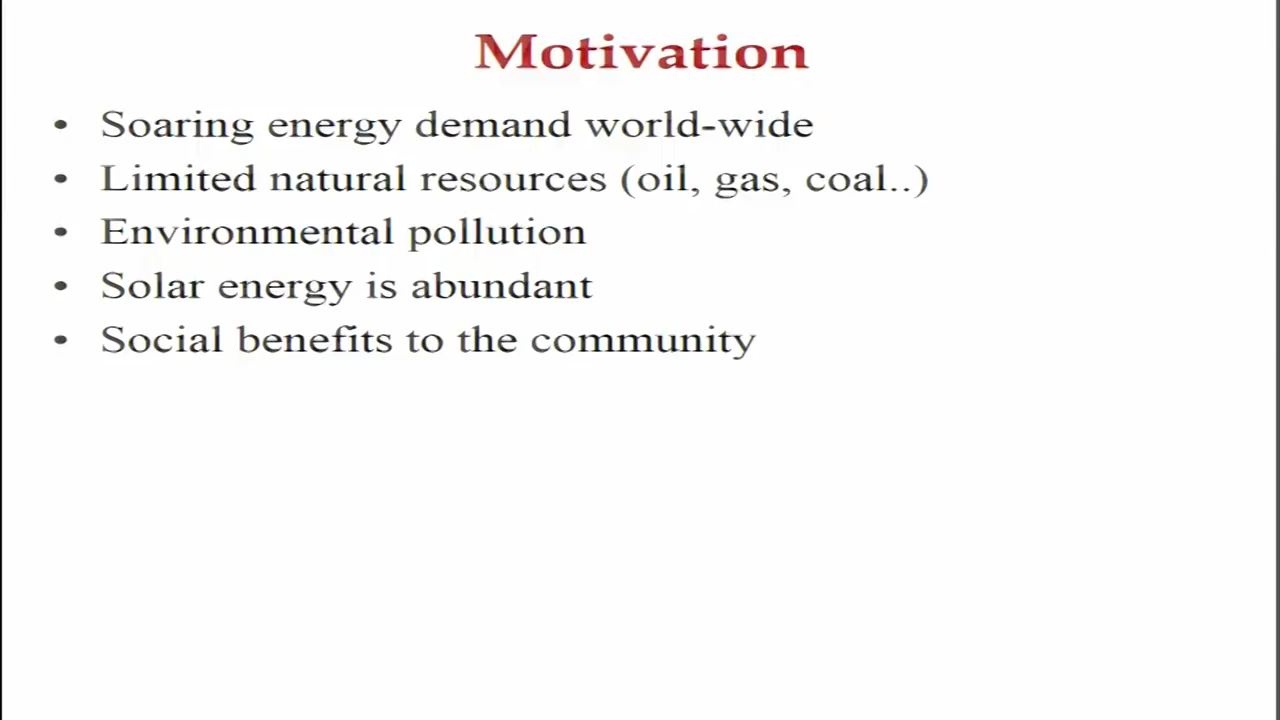 Motivation
• Soaring energy demand world-wide
• Limited natural resources (oil, gas, coal..)
• Environmental pollution
• Solar energy is abundant
• Social benefits to the community